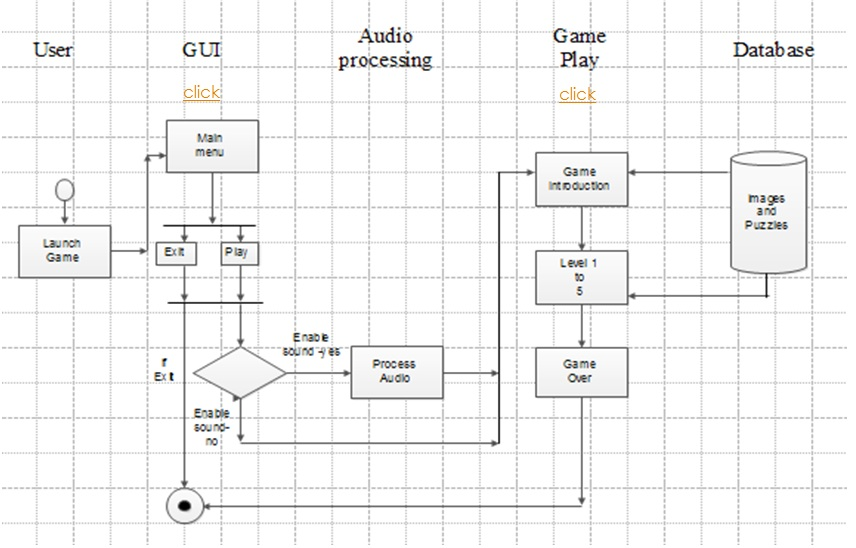 User
GUI
Audio
processing
Game
Play
Database
click
click
Main
menu
Game
Introduction
Images
and
Puzzles
Launch
Game
Exit
Play
Level 1
to
5
Enable
sound -yes
Process
Audio
Game
Over
f
Exit
Enable
sound-
no